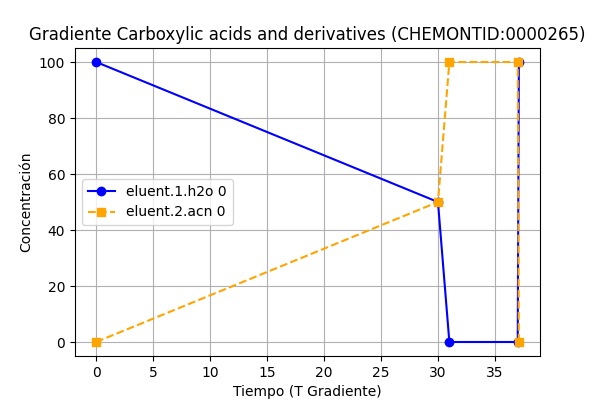 Gradiente Carboxylic acids and derivatives (CHEMONTID:0000265)
100
80
60
40
20
0
Concentración
eluent.1.h2o 0
eluent.2.acn 0
0 5 10 15 20 25 30 35
Tiempo (T Gradiente)